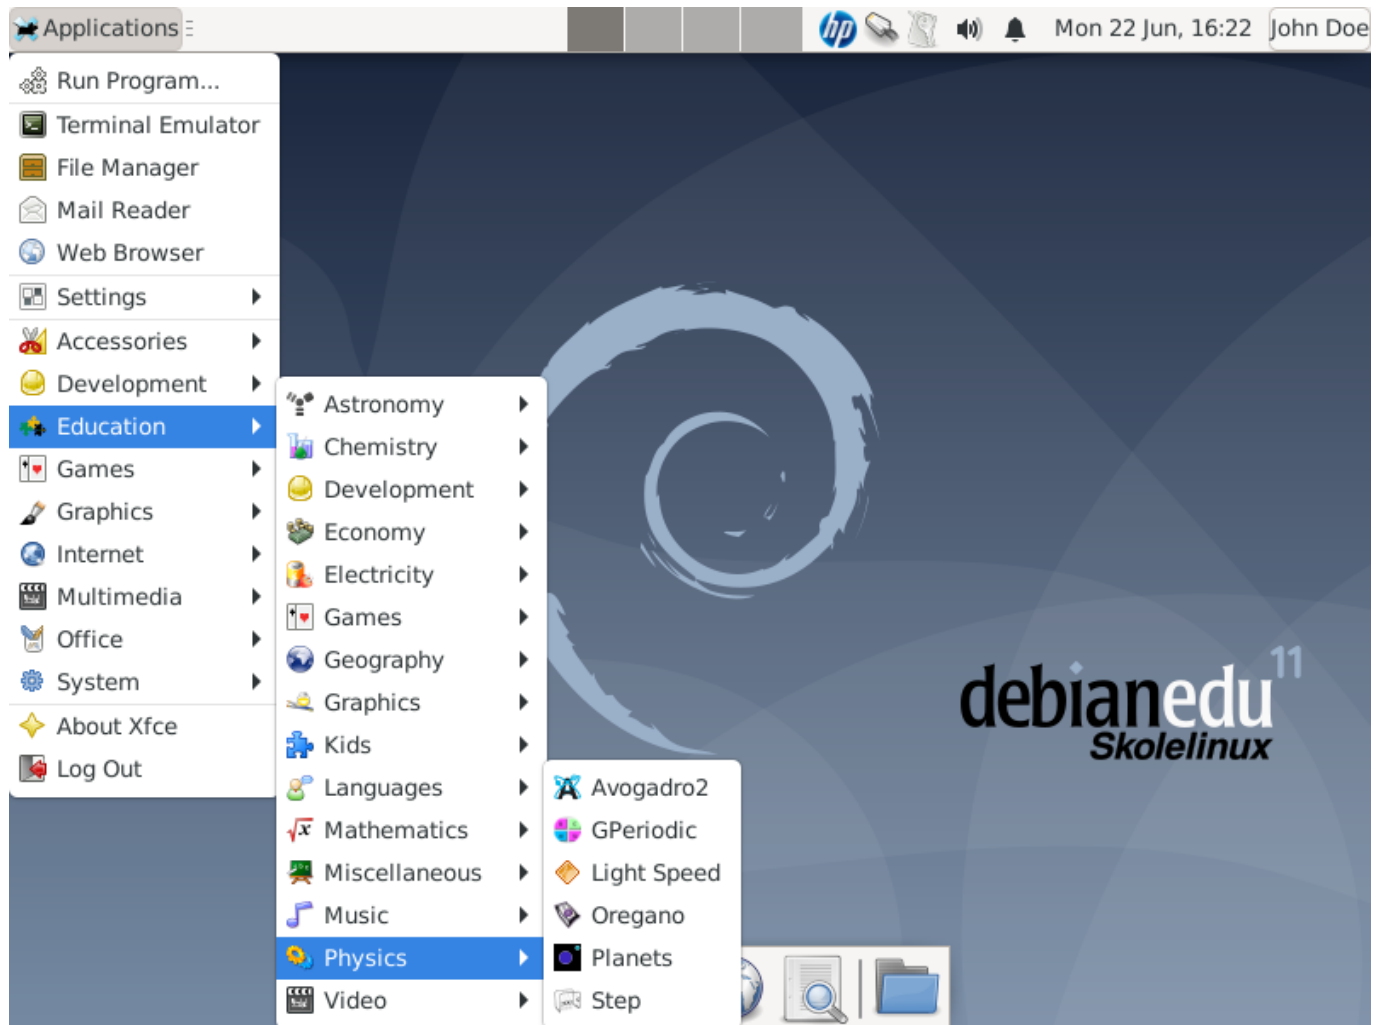 Applications
Mon 22 Jun, 16:22
John Doe
Run Program...
Terminal Emulator
File Manager
Mail Reader
Web Browser
Settings
Accessories
Development
Education
Games
Graphics
Internet
Multimedia
Office
System
About Xfce
Log Out
Astronomy
Chemistry
Development
Economy
Electricity
Games
Geography
Graphics
Kids
Languages
Mathematics
Miscellaneous
Music
Physics
Video
Avogadro2
GPeriodic
Light Speed
Oregano
Planets
Step
debianedu 11
Skolelinux
hp